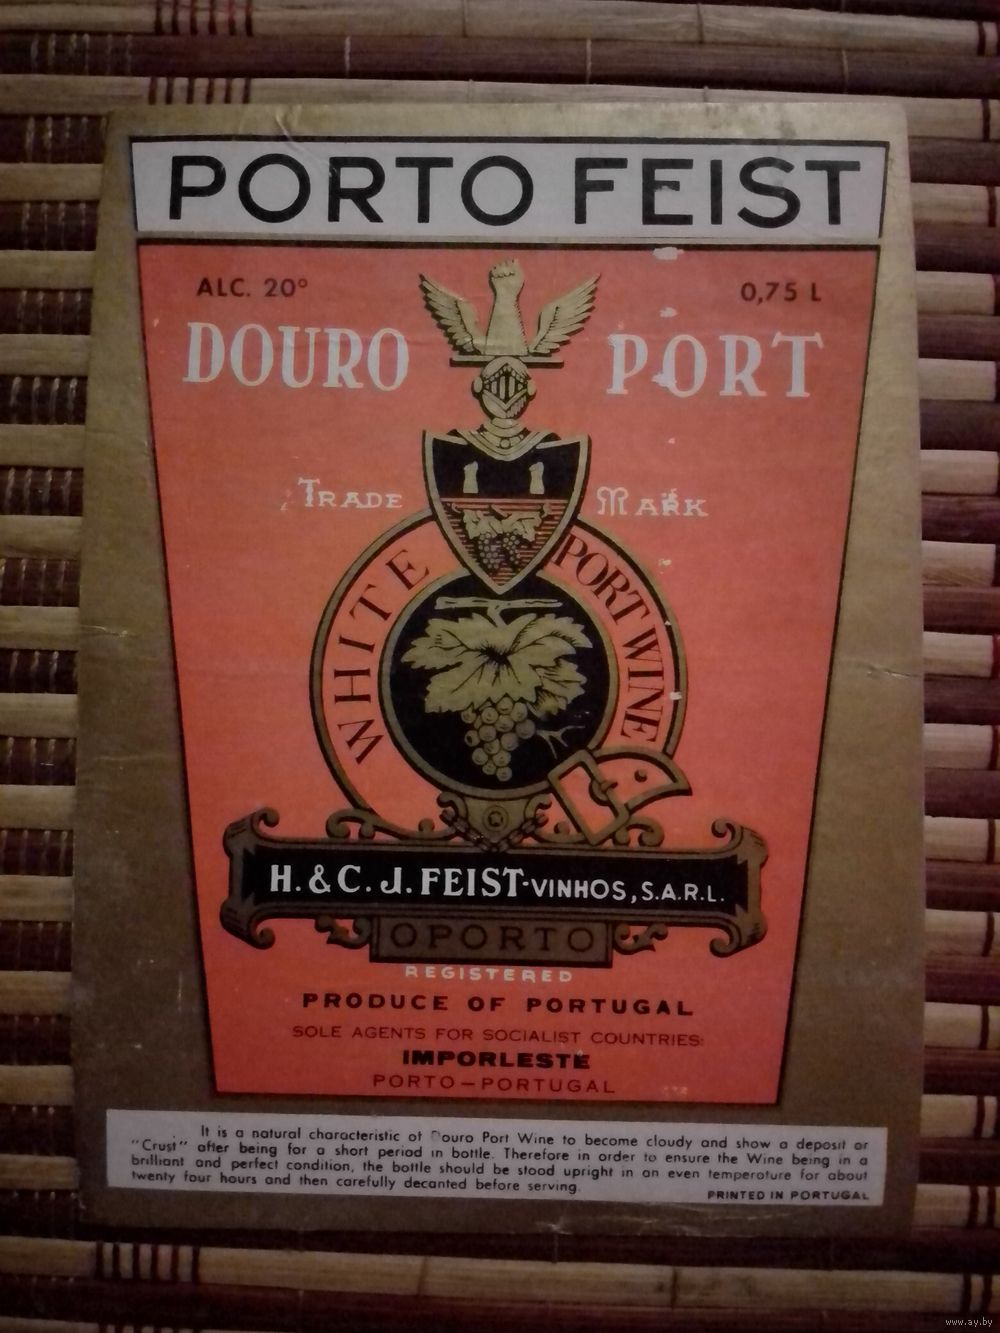 PORTO FEIST
ALC. 20° 0,75 L
DOURO PORT
TRADE MARK
WHITE PORT WINE
H. & C. J. FEIST-VINHOS, S.A.R.L.
OPORTO
REGISTERED
PRODUCE OF PORTUGAL
SOLE AGENTS FOR SOCIALIST COUNTRIES:
IMPORLESTE
PORTO—PORTUGAL
It is a natural characteristic of Douro Port Wine to become cloudy and show a deposit or
"Crust" after being for a short period in bottle. Therefore in order to ensure the Wine being in a
brilliant and perfect condition, the bottle should be stood upright in an even temperature for about
twenty four hours and then carefully decanted before serving.
PRINTED IN PORTUGAL
www.ay.by